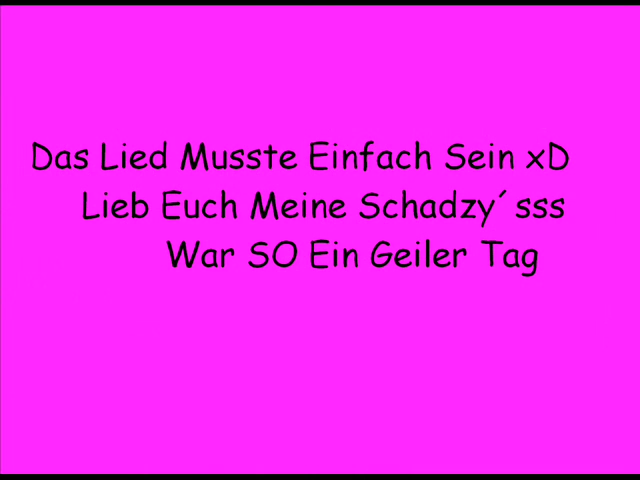 Das Lied Musste Einfach Sein xD
Lieb Euch Meine Schadzy´sss
War SO Ein Geiler Tag